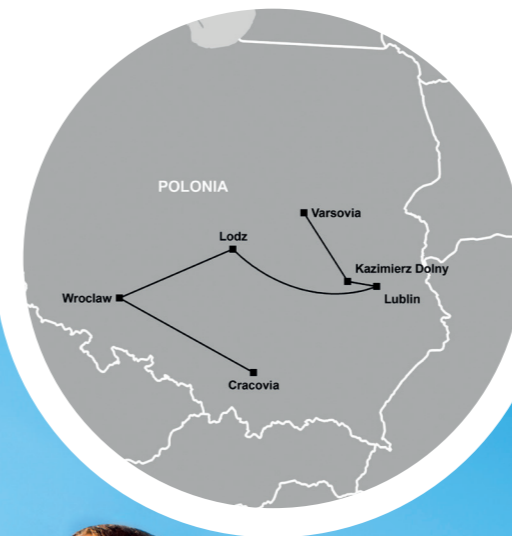 POLONIA
Varsovia
Lodz
Kazimierz Dolny
Lublin
Wroclaw
Cracovia